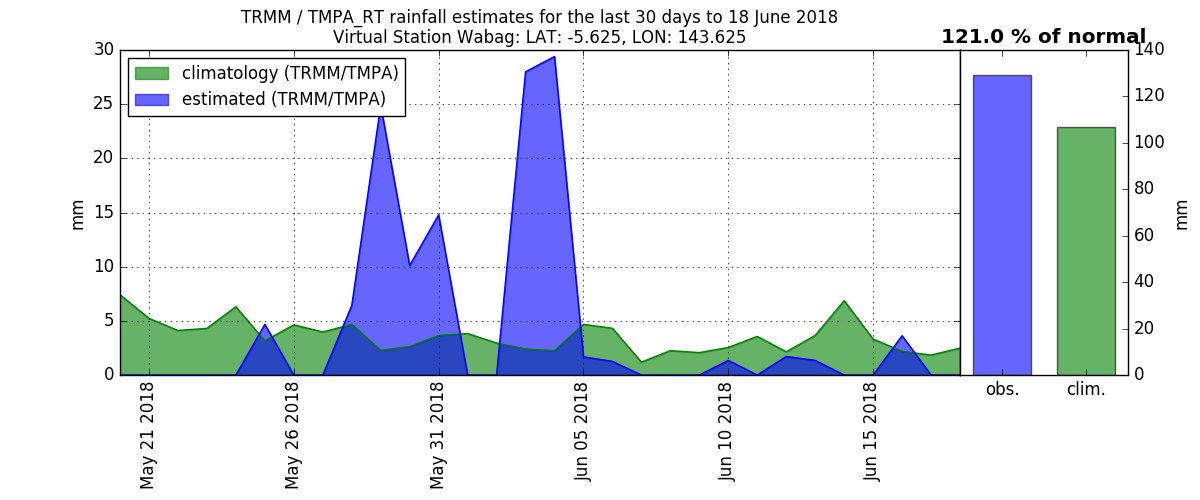 TRMM / TMPA_RT rainfall estimates for the last 30 days to 18 June 2018
Virtual Station Wabag: LAT: -5.625, LON: 143.625
121.0 % of normal
climatology (TRMM/TMPA)
estimated (TRMM/TMPA)
30
25
20
15
10
5
0
mm
May 21 2018
May 26 2018
May 31 2018
Jun 05 2018
Jun 10 2018
Jun 15 2018
140
120
100
80
60
40
20
0
mm
obs.
clim.